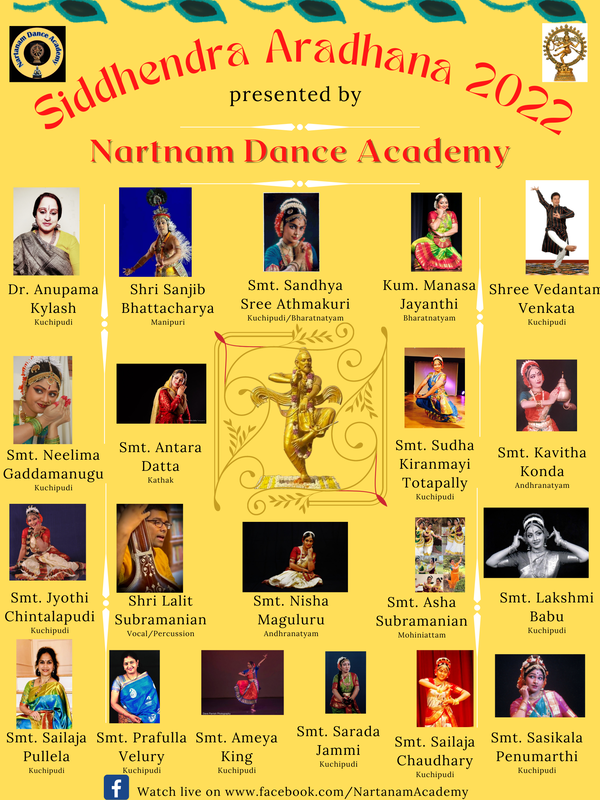 Nartanam Dance Academy
Siddhendra Aradhana 2022
presented by
Nartnam Dance Academy
Dr. Anupama
Kylash
Kuchipudi
Shri Sanjib
Bhattacharya
Manipuri
Smt. Sandhya
Sree Athmakuri
Kuchipudi/Bharatnatyam
Kum. Manasa
Jayanthi
Bharatnatyam
Shree Vedantam
Venkata
Kuchipudi
Smt. Neelima
Gaddamanugu
Kuchipudi
Smt. Antara
Datta
Kathak
Smt. Sudha
Kiranmayi
Totapally
Kuchipudi
Smt. Kavitha
Konda
Andhranatyam
Smt. Jyothi
Chintalapudi
Kuchipudi
Shri Lalit
Subramanian
Vocal/Percussion
Smt. Nisha
Maguluru
Andhranatyam
Smt. Asha
Subramanian
Mohiniattam
Smt. Lakshmi
Babu
Kuchipudi
Smt. Sailaja
Pullela
Kuchipudi
Smt. Prafulla
Velury
Kuchipudi
Smt. Ameya
King
Kuchipudi
Smt. Sarada
Jammi
Kuchipudi
Smt. Sailaja
Chaudhary
Kuchipudi
Smt. Sasikala
Penumarthi
Kuchipudi
Watch live on www.facebook.com/NartanamAcademy